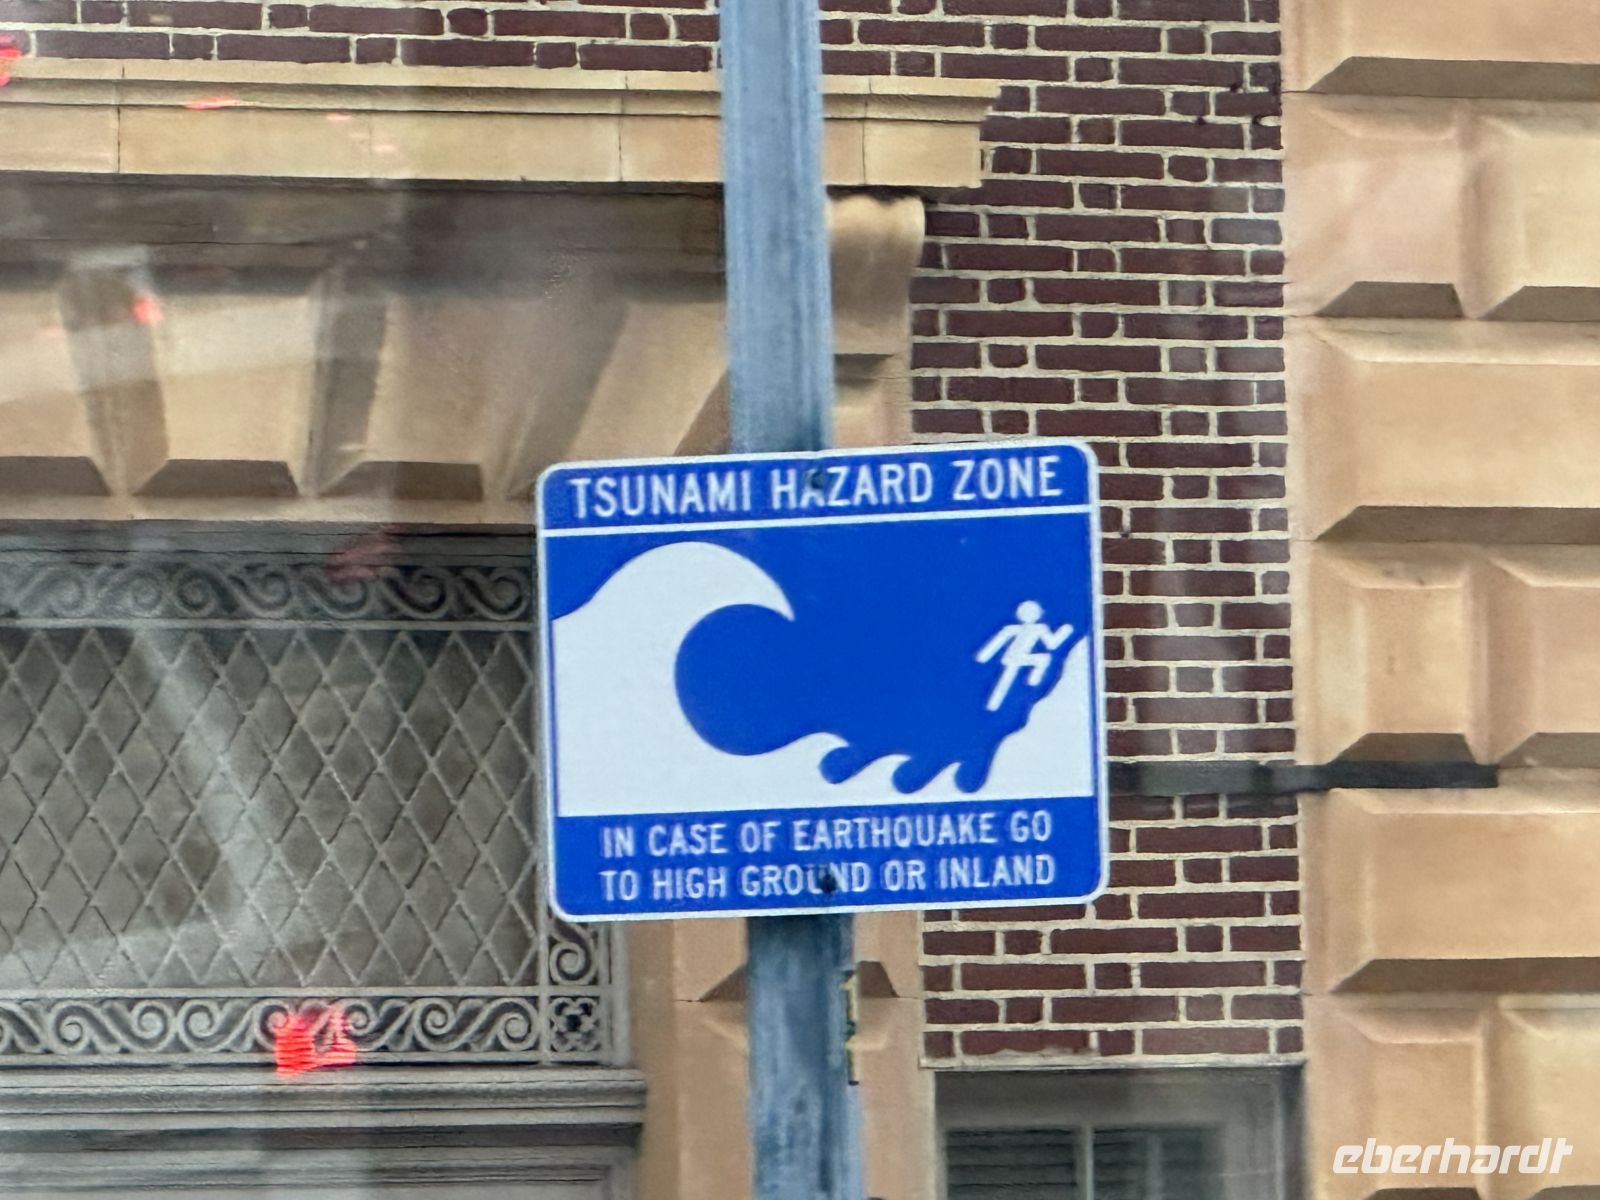 TSUNAMI HAZARD ZONE
IN CASE OF EARTHQUAKE GO
TO HIGH GROUND OR INLAND
eberhardt